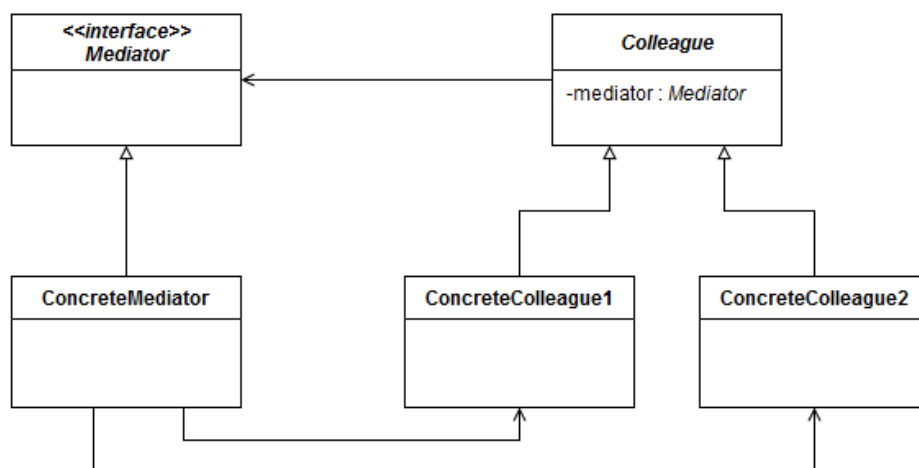 <<interface>>
Mediator
Colleague
-mediator : Mediator
ConcreteMediator
ConcreteColleague1
ConcreteColleague2